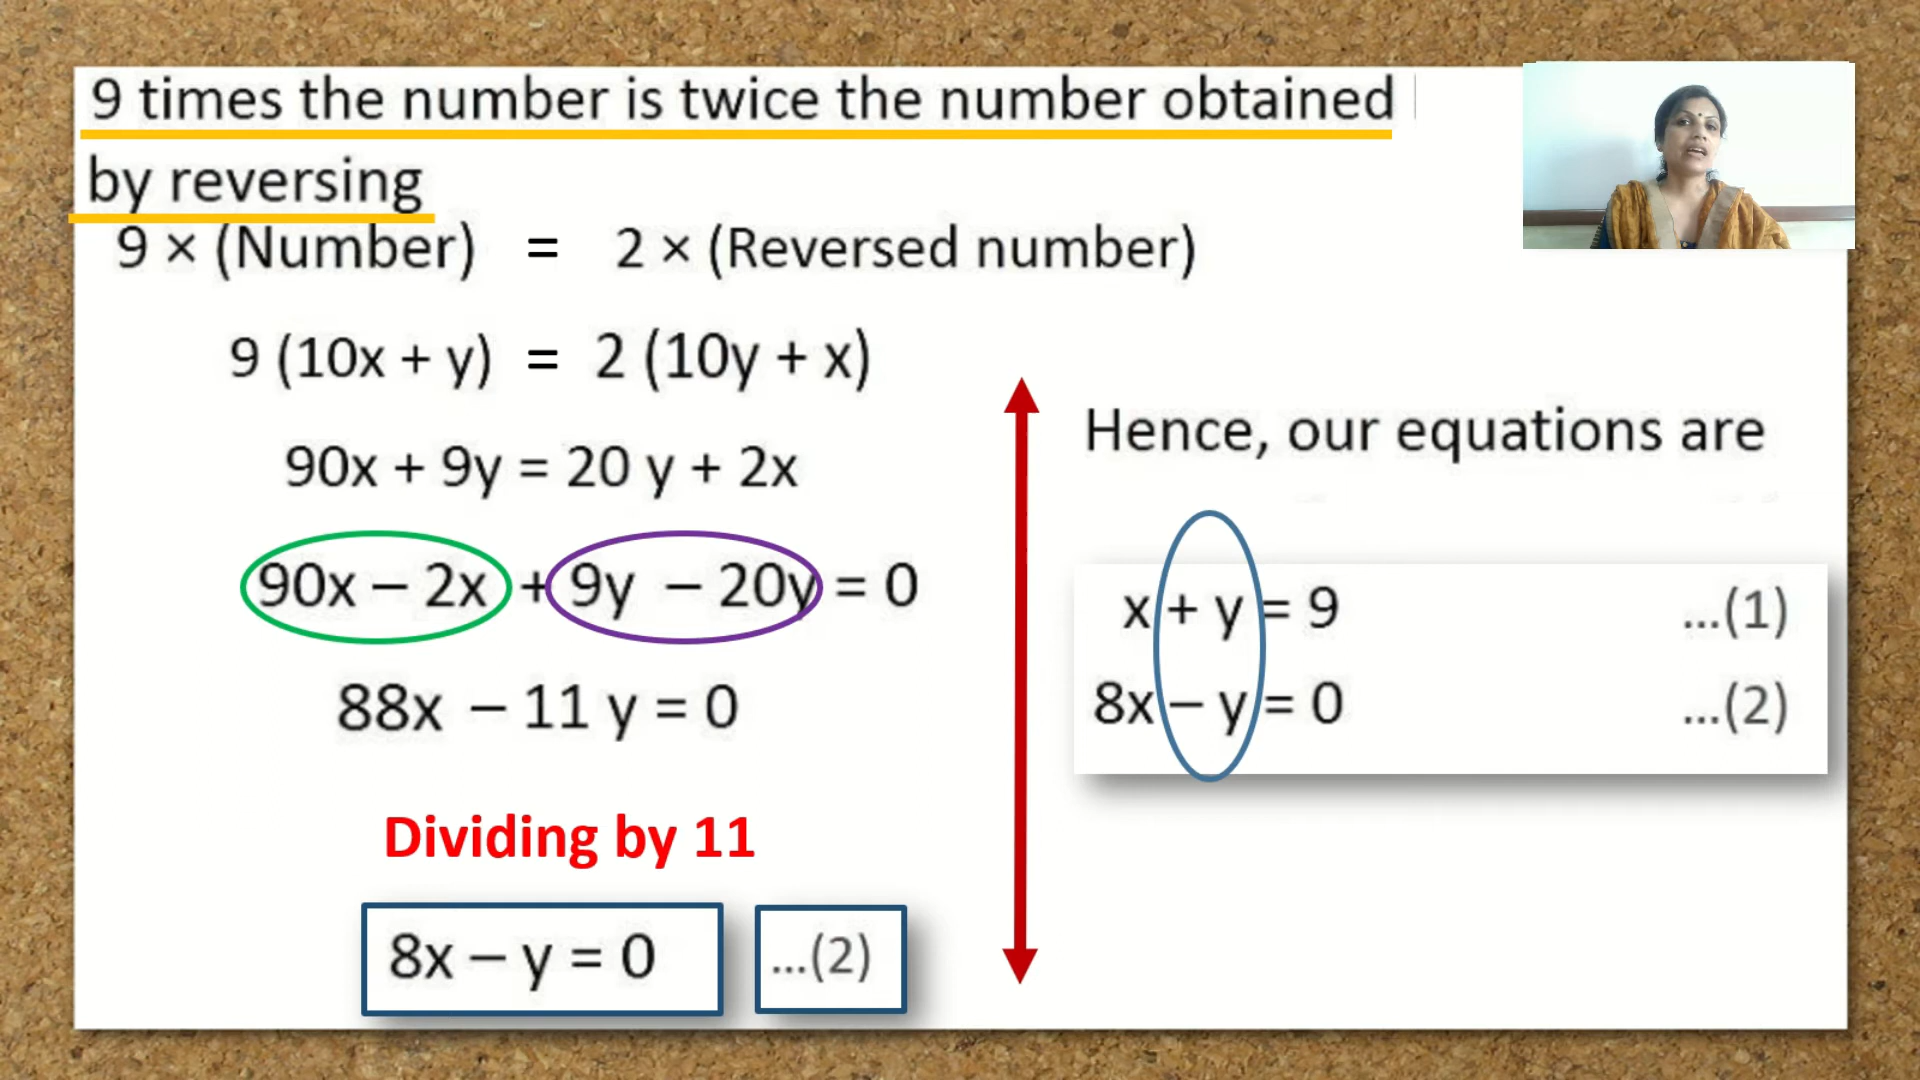 9 times the number is twice the number obtained
by reversing
9 × (Number) = 2 × (Reversed number)
9 (10x + y) = 2 (10y + x)
90x + 9y = 20 y + 2x
90x – 2x + 9y – 20y = 0
88x – 11 y = 0
Dividing by 11
8x – y = 0 ...(2)
Hence, our equations are
x + y = 9 ...(1)
8x – y = 0 ...(2)